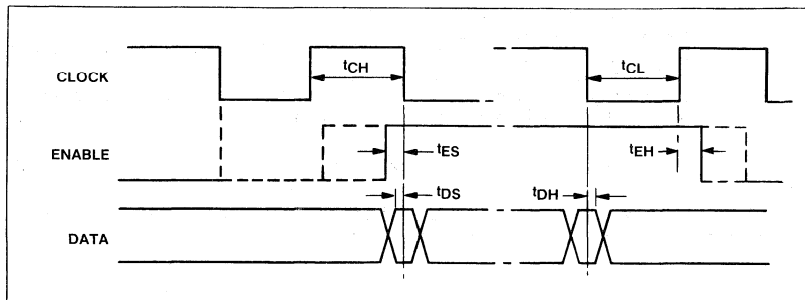 CLOCK
tCH
tCL
ENABLE
tES
tEH
tDS
tDH
DATA